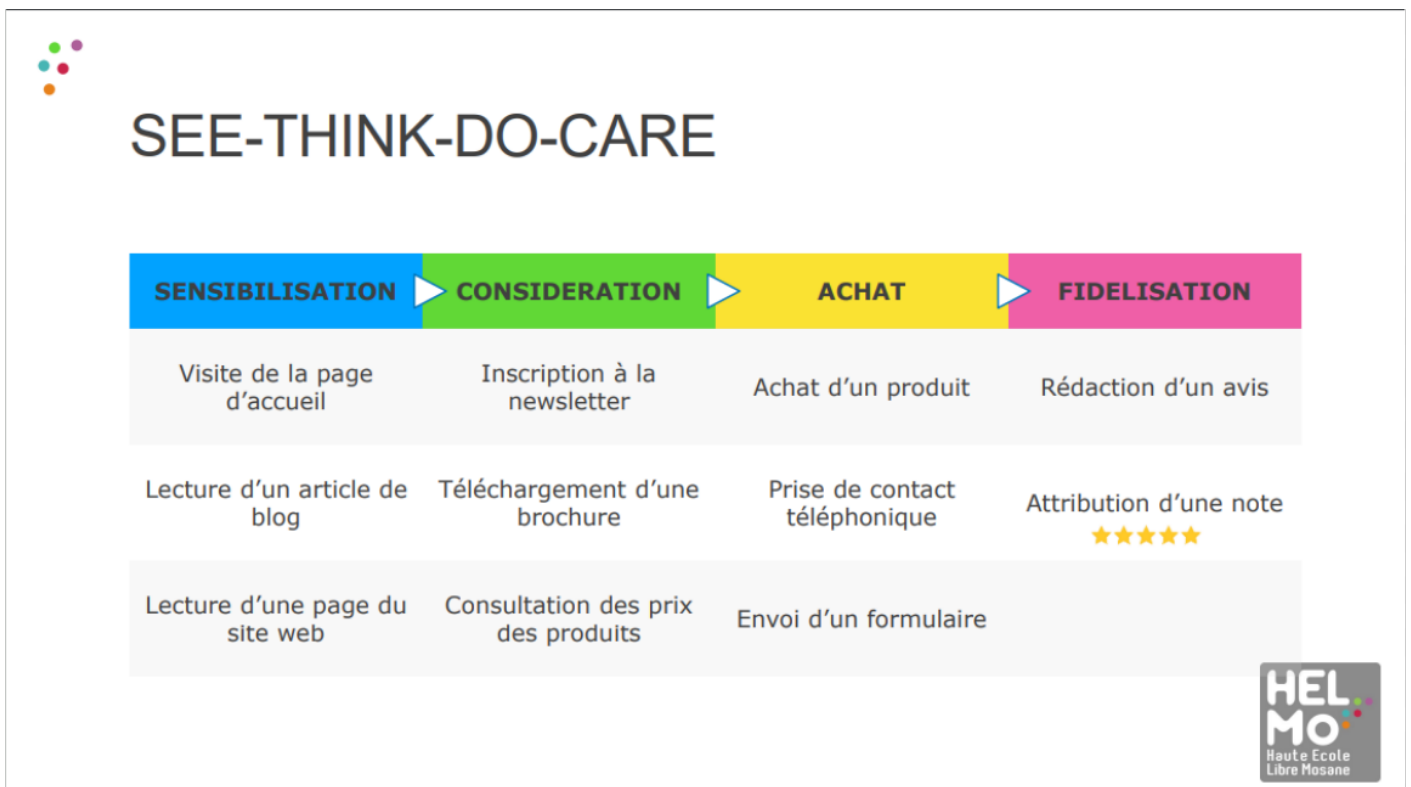 SEE-THINK-DO-CARE
SENSIBILISATION
CONSIDERATION
ACHAT
FIDELISATION
Visite de la page
d'accueil
Inscription à la
newsletter
Achat d'un produit
Rédaction d'un avis
Lecture d'un article de
blog
Téléchargement d'une
brochure
Prise de contact
téléphonique
Attribution d'une note
Lecture d'une page du
site web
Consultation des prix
des produits
Envoi d'un formulaire
HEL
MO
Haute Ecole
Libre Mosane